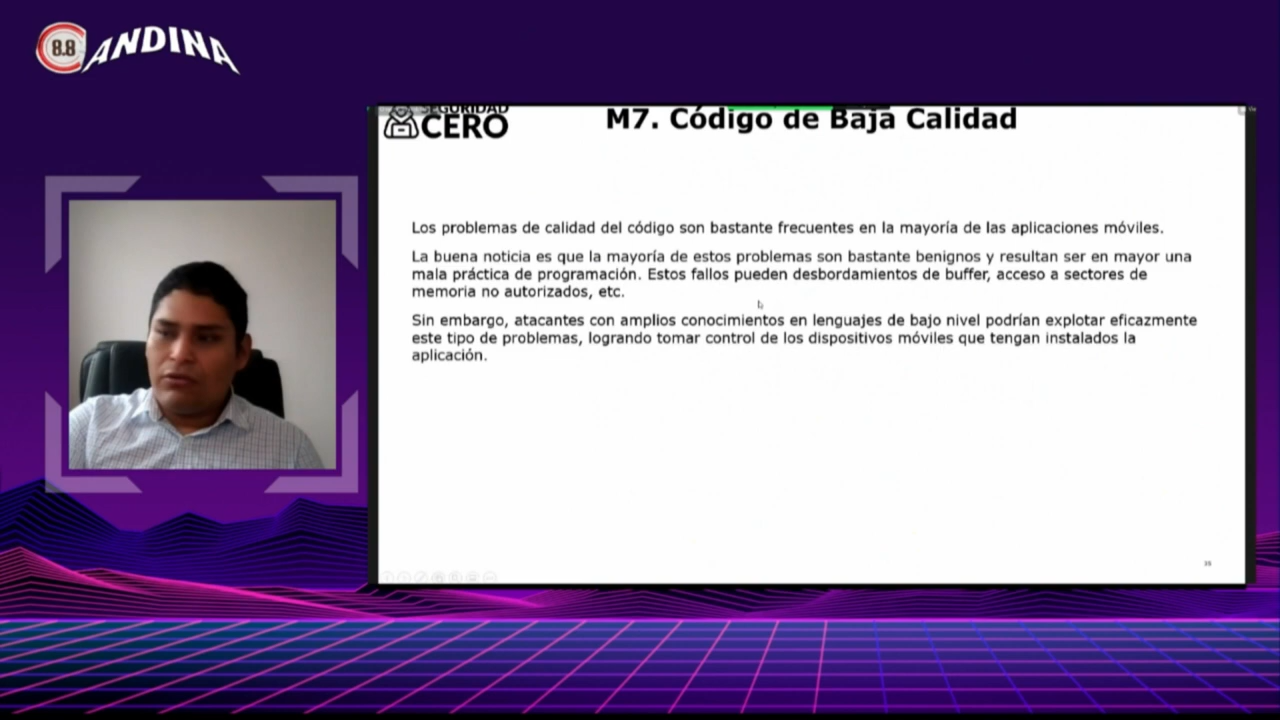 8.8 ANDINA
SEGURIDAD
CERO
M7. Código de Baja Calidad
Los problemas de calidad del código son bastante frecuentes en la mayoría de las aplicaciones móviles.
La buena noticia es que la mayoría de estos problemas son bastante benignos y resultan ser en mayor una
mala práctica de programación. Estos fallos pueden desbordamientos de buffer, acceso a sectores de
memoria no autorizados, etc.
Sin embargo, atacantes con amplios conocimientos en lenguajes de bajo nivel podrían explotar eficazmente
este tipo de problemas, logrando tomar control de los dispositivos móviles que tengan instalados la
aplicación.